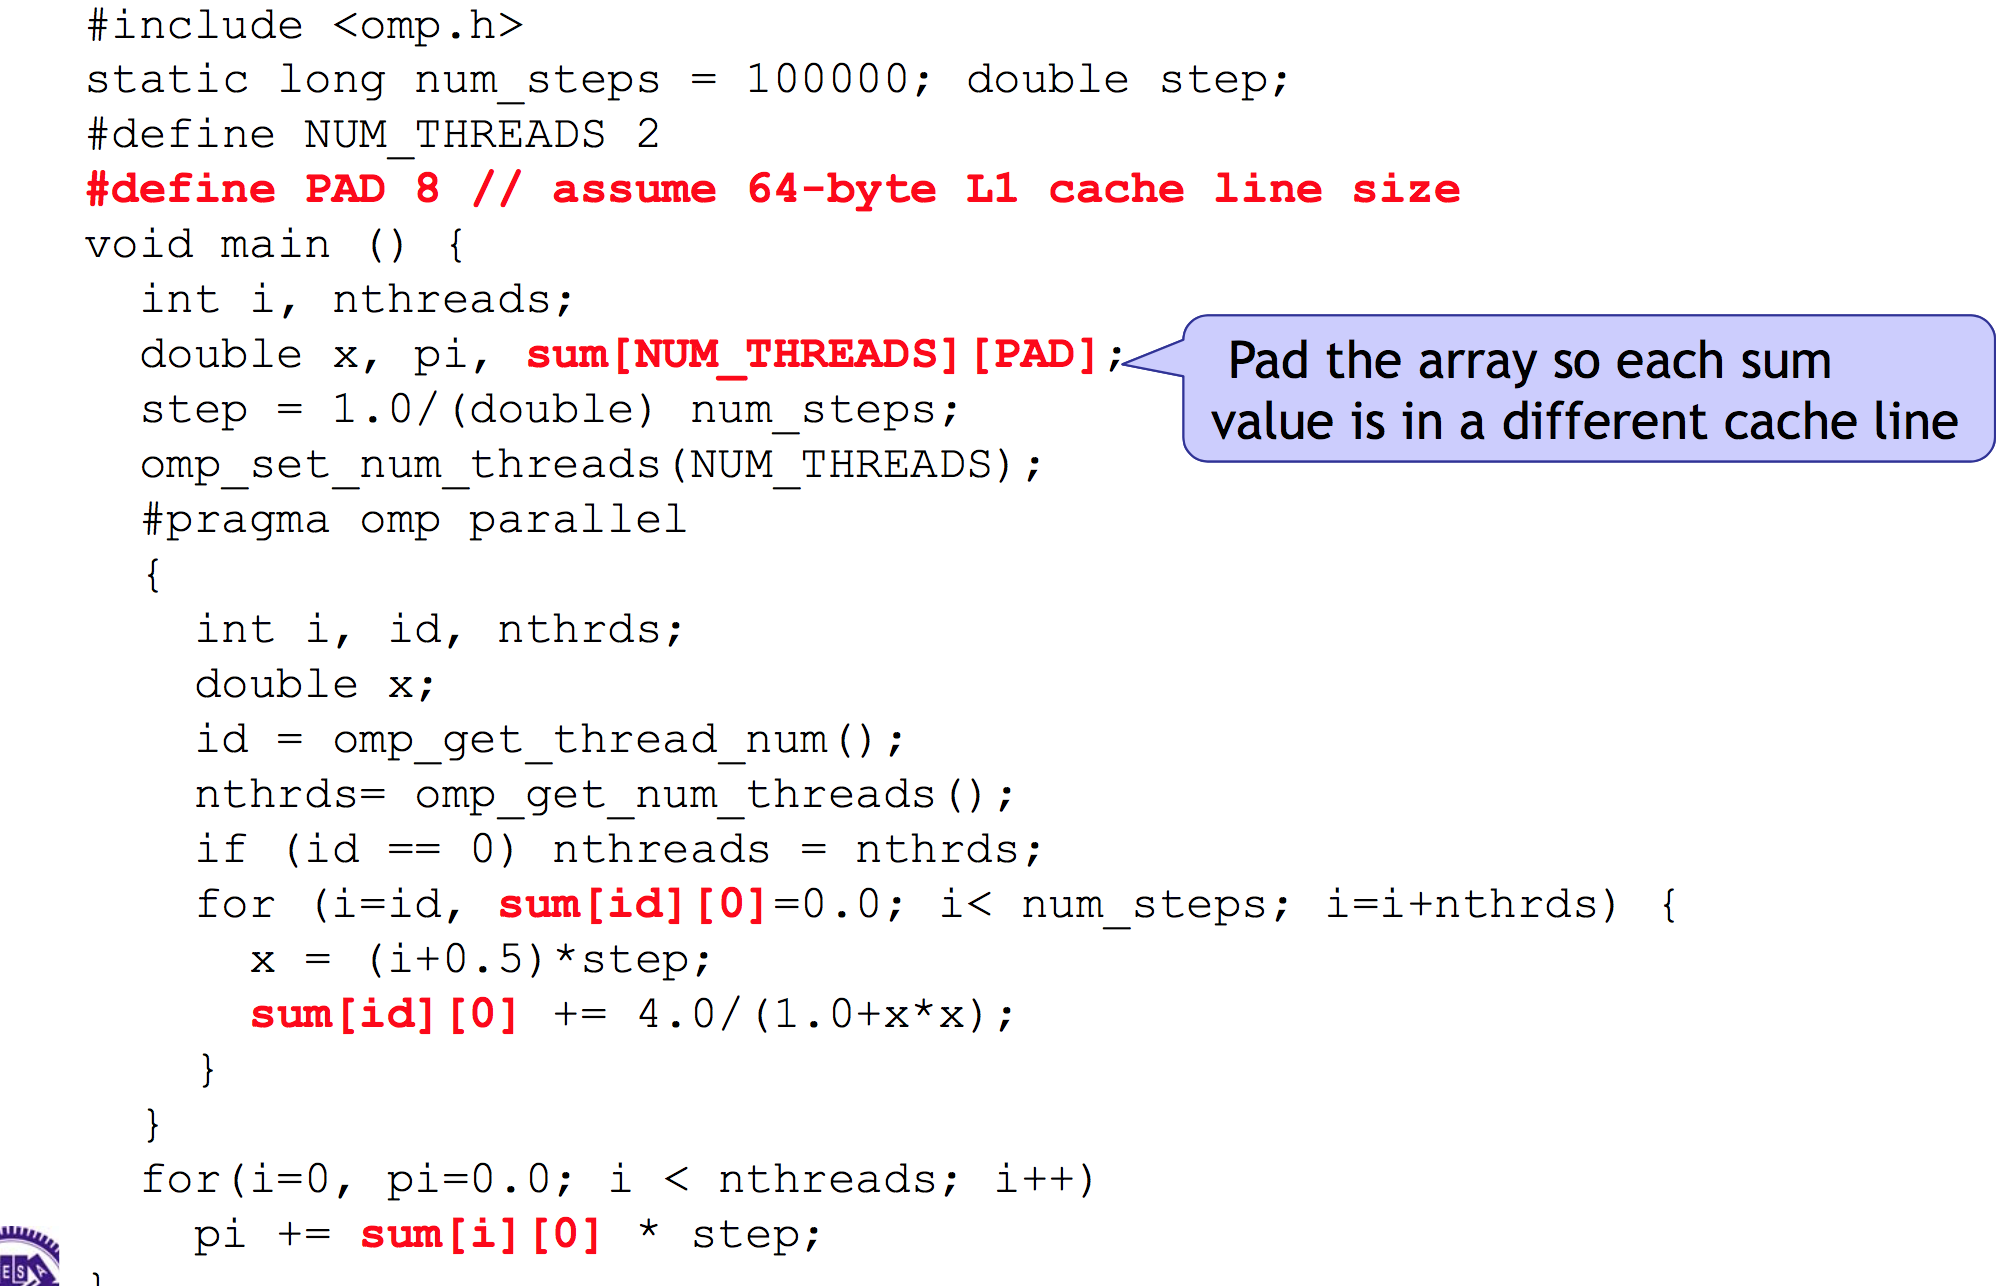 #include <omp.h>
static long num_steps = 100000; double step;
#define NUM_THREADS 2
#define PAD 8 // assume 64-byte L1 cache line size
void main () {
int i, nthreads;
double x, pi, sum[NUM_THREADS][PAD];
Pad the array so each sum
value is in a different cache line
step = 1.0/(double) num_steps;
omp_set_num_threads(NUM_THREADS);
#pragma omp parallel
{
int i, id, nthrds;
double x;
id = omp_get_thread_num();
nthrds= omp_get_num_threads();
if (id == 0) nthreads = nthrds;
for (i=id, sum[id][0]=0.0; i< num_steps; i=i+nthrds) {
x = (i+0.5)*step;
sum[id][0] += 4.0/(1.0+x*x);
}
}
for(i=0, pi=0.0; i < nthreads; i++)
pi += sum[i][0] * step;
}
ESA